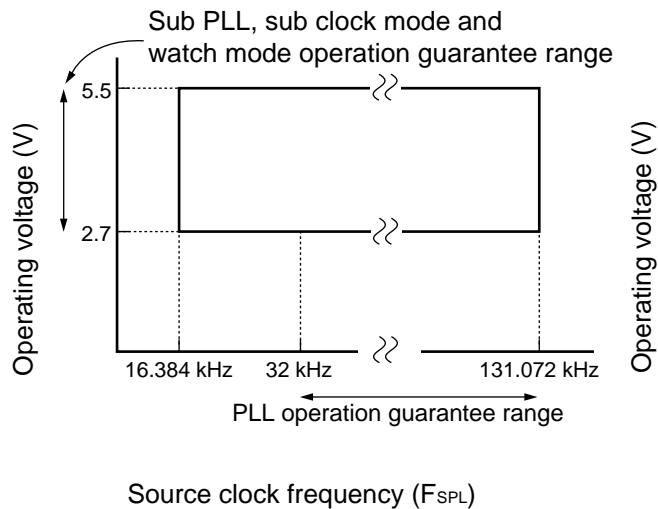 Sub PLL, sub clock mode and
watch mode operation guarantee range
5.5
Operating voltage (V)
2.7
16.384 kHz
32 kHz
131.072 kHz
PLL operation guarantee range
Source clock frequency (FSPL)
Operating voltage (V)